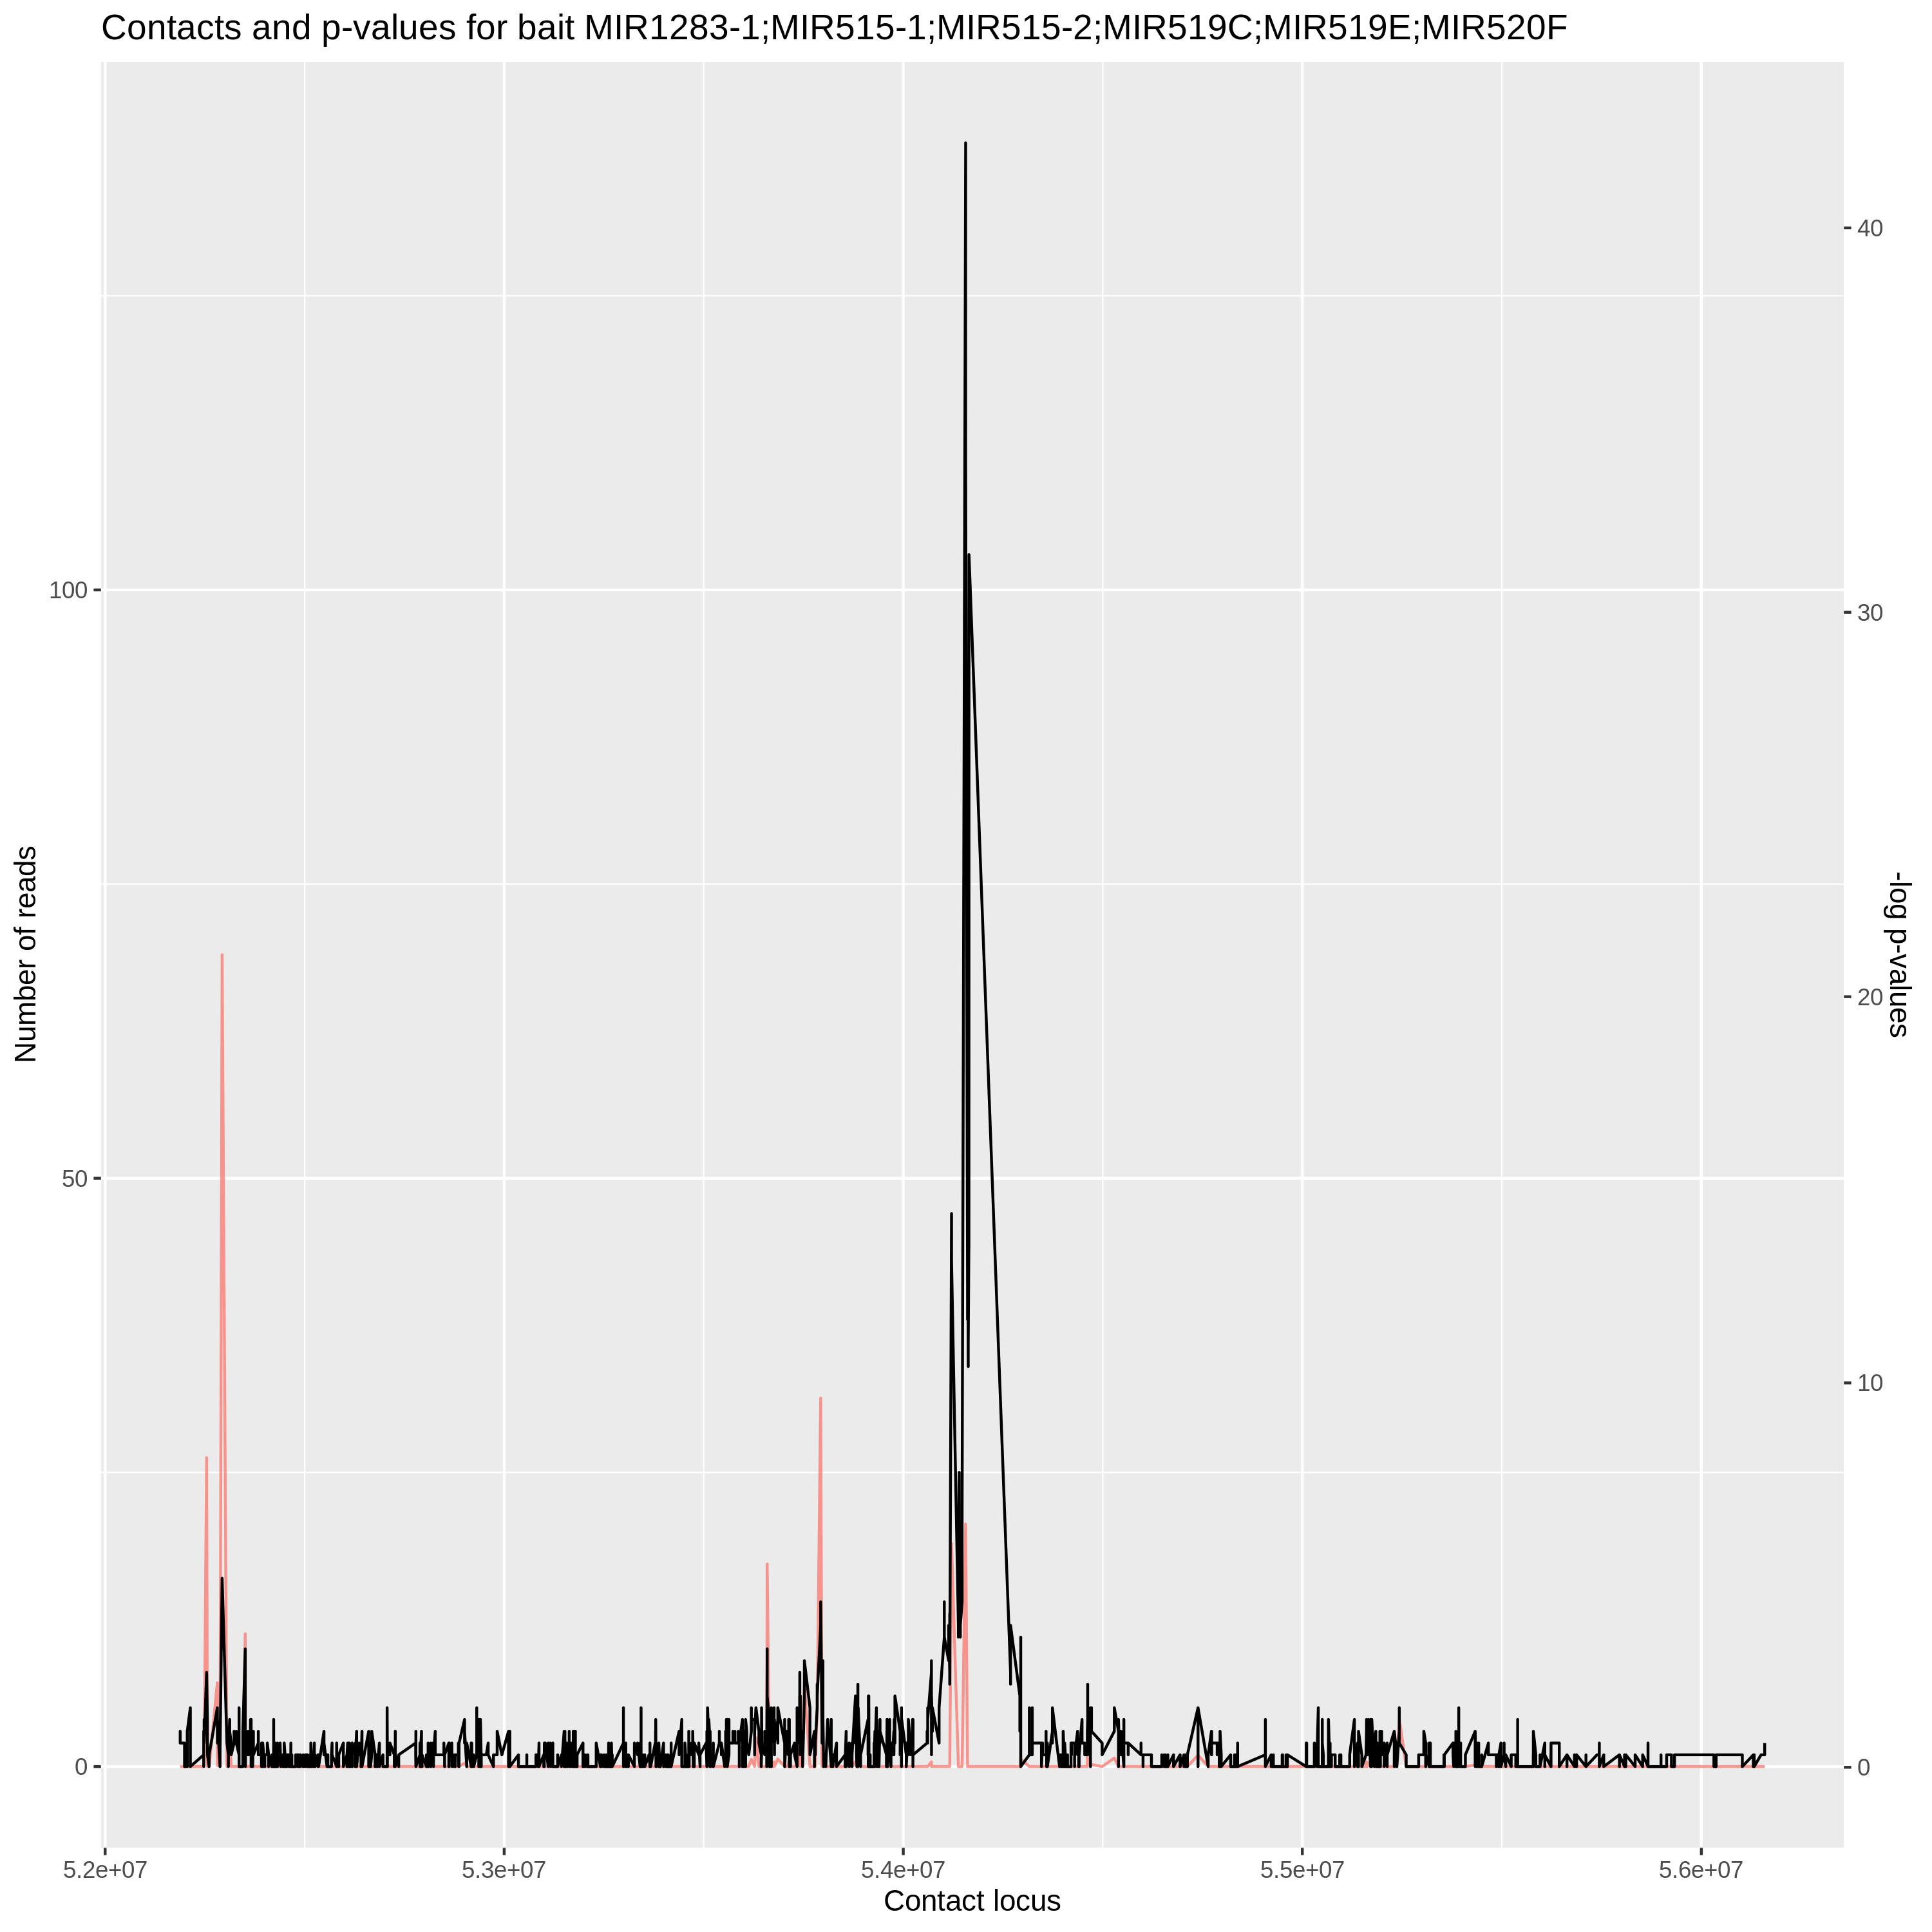 Contacts and p-values for bait MIR1283-1;MIR515-1;MIR515-2;MIR519C;MIR519E;MIR520F
40
100
30
Number of reads
-log p-values
20
50
10
0
0
5.2e+07
5.3e+07
5.4e+07
5.5e+07
5.6e+07
Contact locus